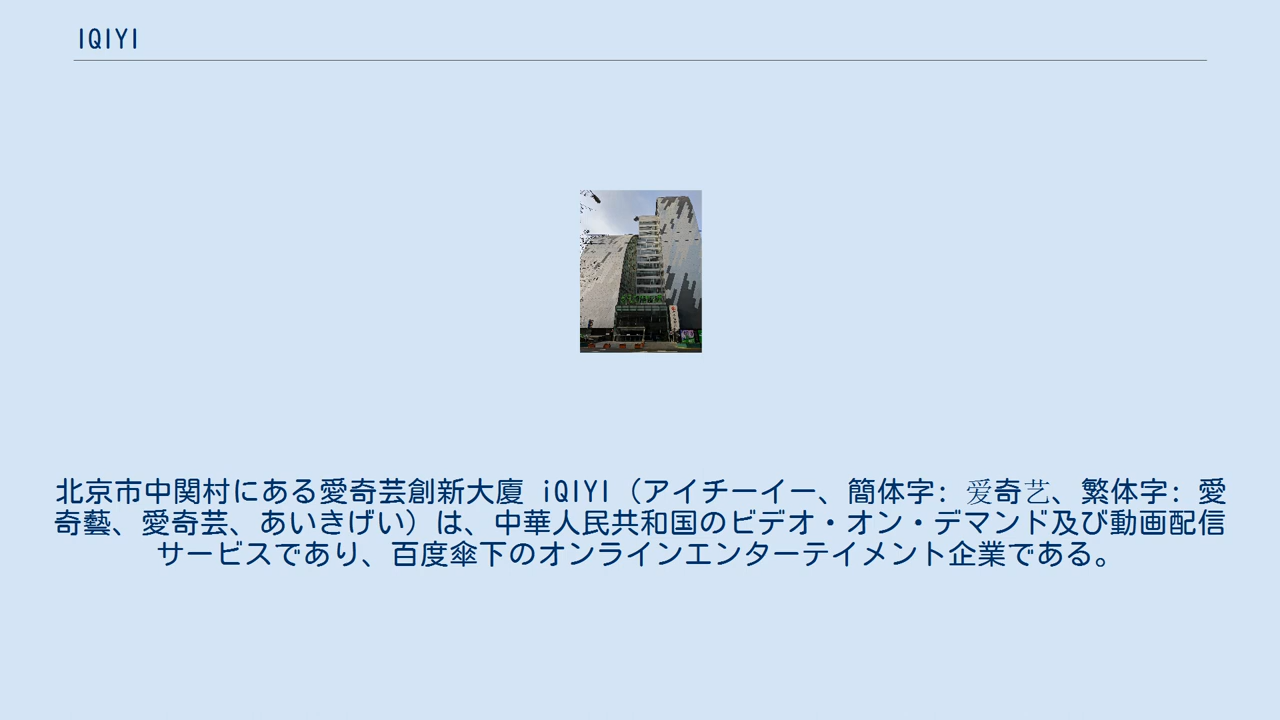 IQIYI
北京市中関村にある愛奇芸創新大廈 iQIYI（アイチーイー、簡体字: 爱奇艺、繁体字: 愛
奇藝、愛奇芸、あいきげい）は、中華人民共和国のビデオ・オン・デマンド及び動画配信
サービスであり、百度傘下のオンラインエンターテイメント企業である。